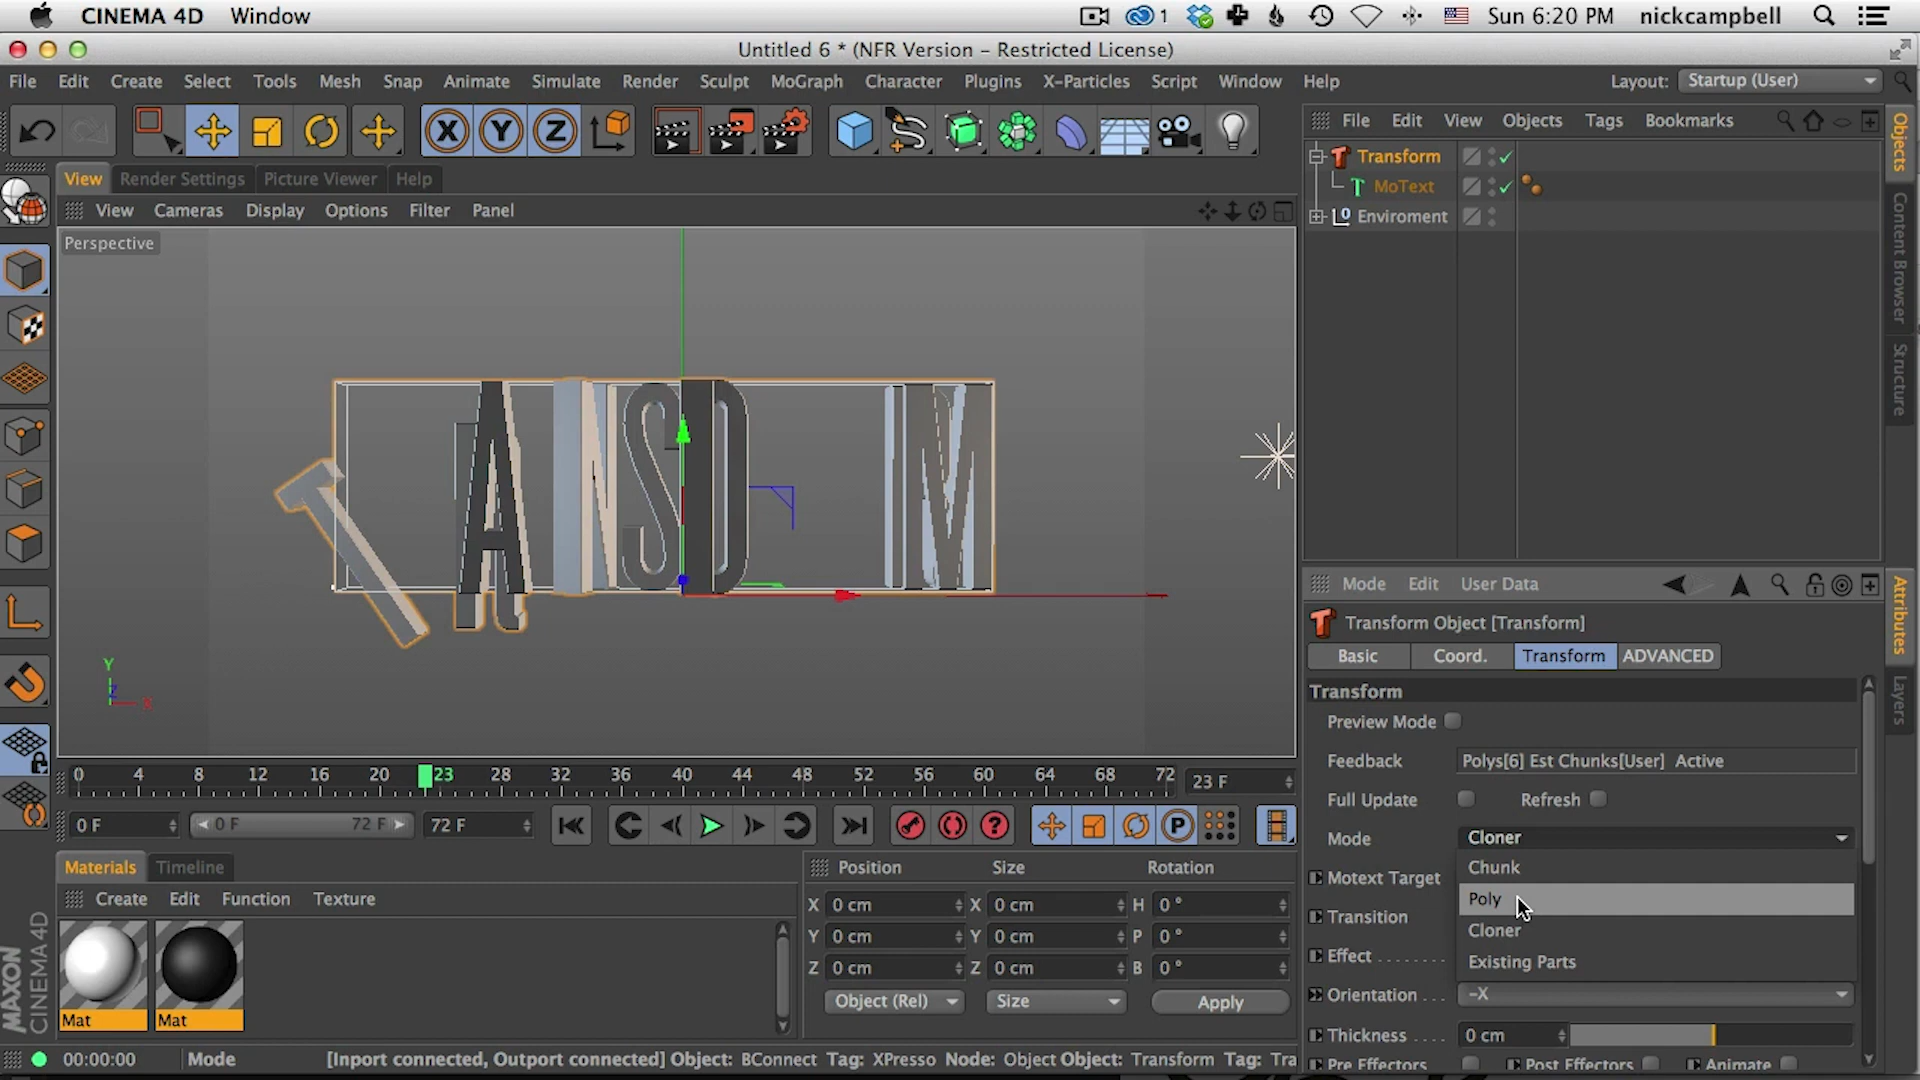 CINEMA 4D Window
1 Sun 6:20 PM nickcampbell
Untitled 6 * (NFR Version – Restricted License)
File Edit Create Select Tools Mesh Snap Animate Simulate Render Sculpt MoGraph Character Plugins X-Particles Script Window Help
Layout: Startup (User)
X Y Z
View Render Settings Picture Viewer Help
View Cameras Display Options Filter Panel
Perspective
File Edit View Objects Tags Bookmarks
Transform
MoText
Enviroment
Objects
Content Browser
Structure
Mode Edit User Data
Transform Object [Transform]
Basic Coord. Transform ADVANCED
Transform
Preview Mode
Feedback Polys[6] Est Chunks[User] Active
Full Update Refresh
Mode Cloner
Chunk
Poly
Cloner
Existing Parts
Motext Target
Transition
Effect
Orientation –X
Thickness 0 cm
Pre Effectors Post Effectors Animate
Attributes
Layers
Y
Z
X
0 4 8 12 16 20 23 28 32 36 40 44 48 52 56 60 64 68 72 23 F
0 F 0 F 72 F 72 F
P
Materials Timeline
Create Edit Function Texture
Mat Mat
Position Size Rotation
X 0 cm X 0 cm H 0 °
Y 0 cm Y 0 cm P 0 °
Z 0 cm Z 0 cm B 0 °
Object (Rel) Size Apply
MAXON
CINEMA 4D
00:00:00 Mode [Inport connected, Outport connected] Object: BConnect Tag: XPresso Node: Object Object: Transform Tag: Tra